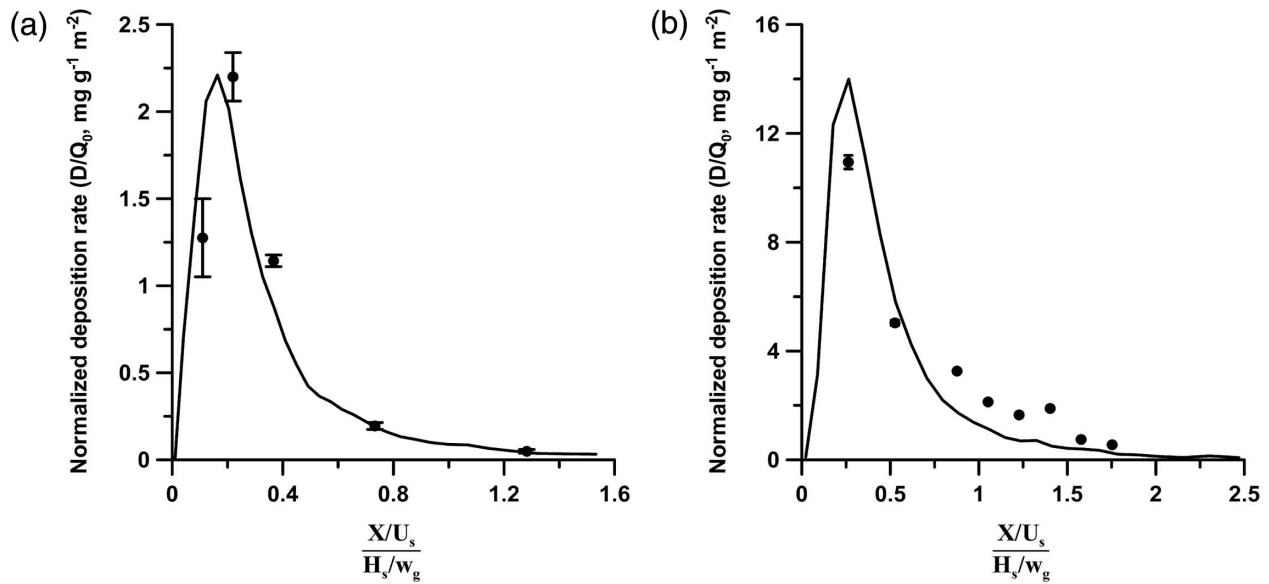 (a)
Normalized deposition rate (D/Q₀, mg g⁻¹ m⁻²)
2.5
2
1.5
1
0.5
0
0 0.4 0.8 1.2 1.6
X/Uₛ
Hₛ/w_g
(b)
Normalized deposition rate (D/Q₀, mg g⁻¹ m⁻²)
16
12
8
4
0
0 0.5 1 1.5 2 2.5
X/Uₛ
Hₛ/w_g